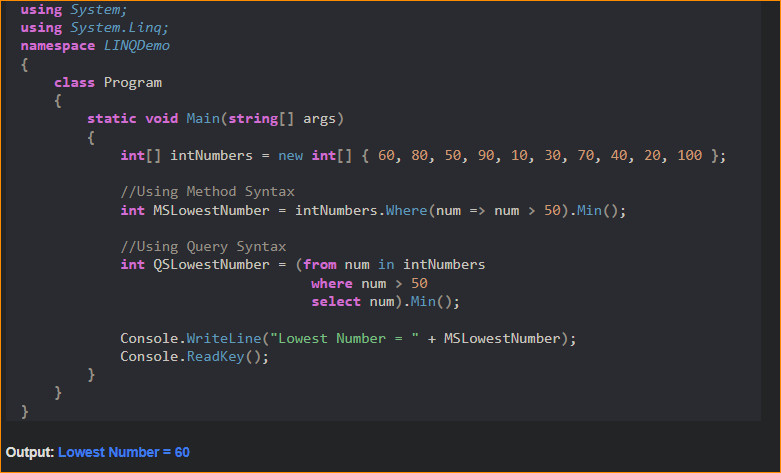 using System;
using System.Linq;
namespace LINQDemo
{
    class Program
    {
        static void Main(string[] args)
        {
            int[] intNumbers = new int[] { 60, 80, 50, 90, 10, 30, 70, 40, 20, 100 };

            //Using Method Syntax
            int MSLowestNumber = intNumbers.Where(num => num > 50).Min();

            //Using Query Syntax
            int QSLowestNumber = (from num in intNumbers
                                   where num > 50
                                   select num).Min();

            Console.WriteLine("Lowest Number = " + MSLowestNumber);
            Console.ReadKey();
        }
    }
}
Output: Lowest Number = 60